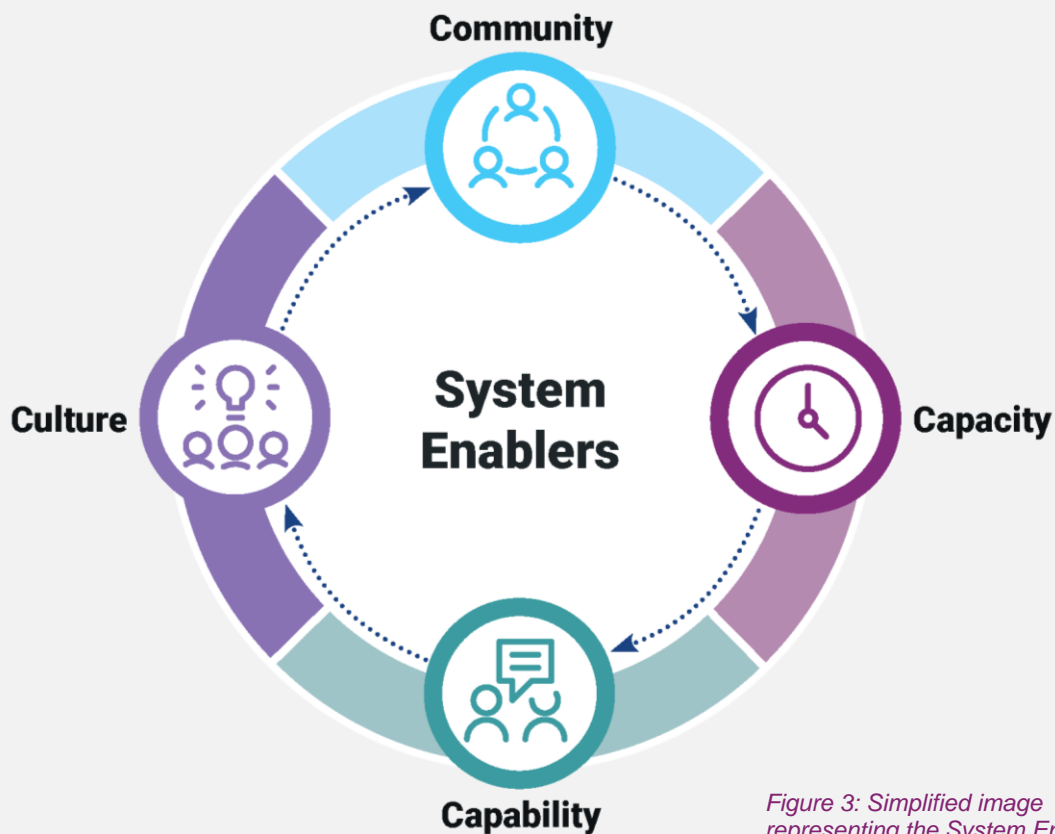 Community
Culture
System
Enablers
Capacity
Capability
Figure 3: Simplified image
representing the System